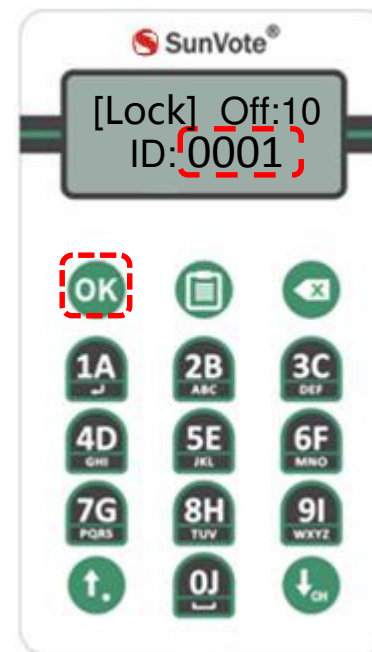 SunVote®
[Lock] Off:10
ID: 0001
OK
1A 2B 3C
ABC DEF
4D 5E 6F
GHI JKL MNO
7G 8H 9I
PQRS TUV WXYZ
0J
CH